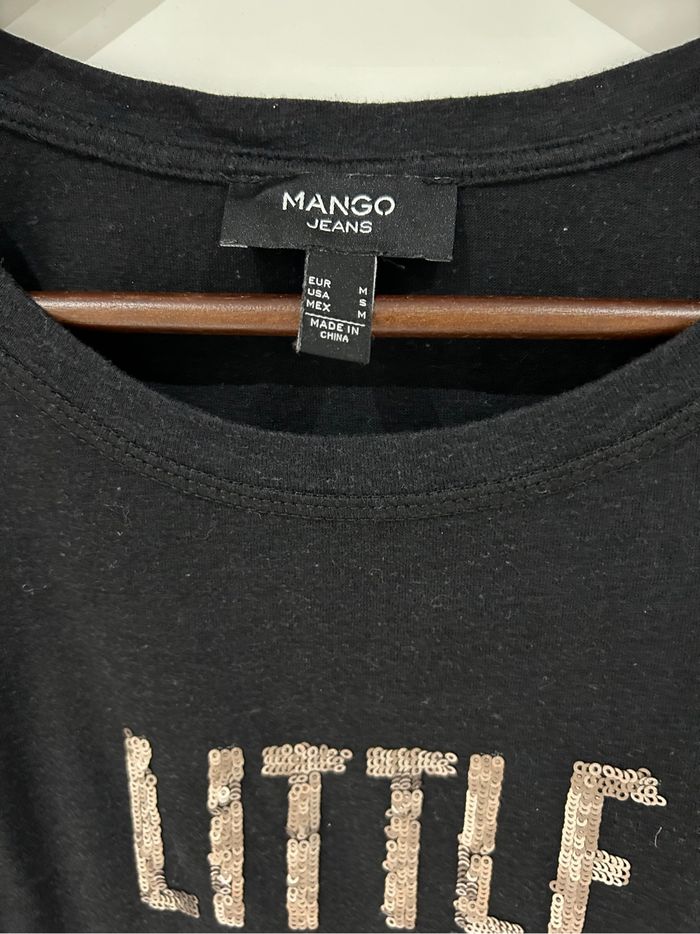 MANGO
JEANS
EUR M
USA S
MEX M
MADE IN
CHINA
LITTLE